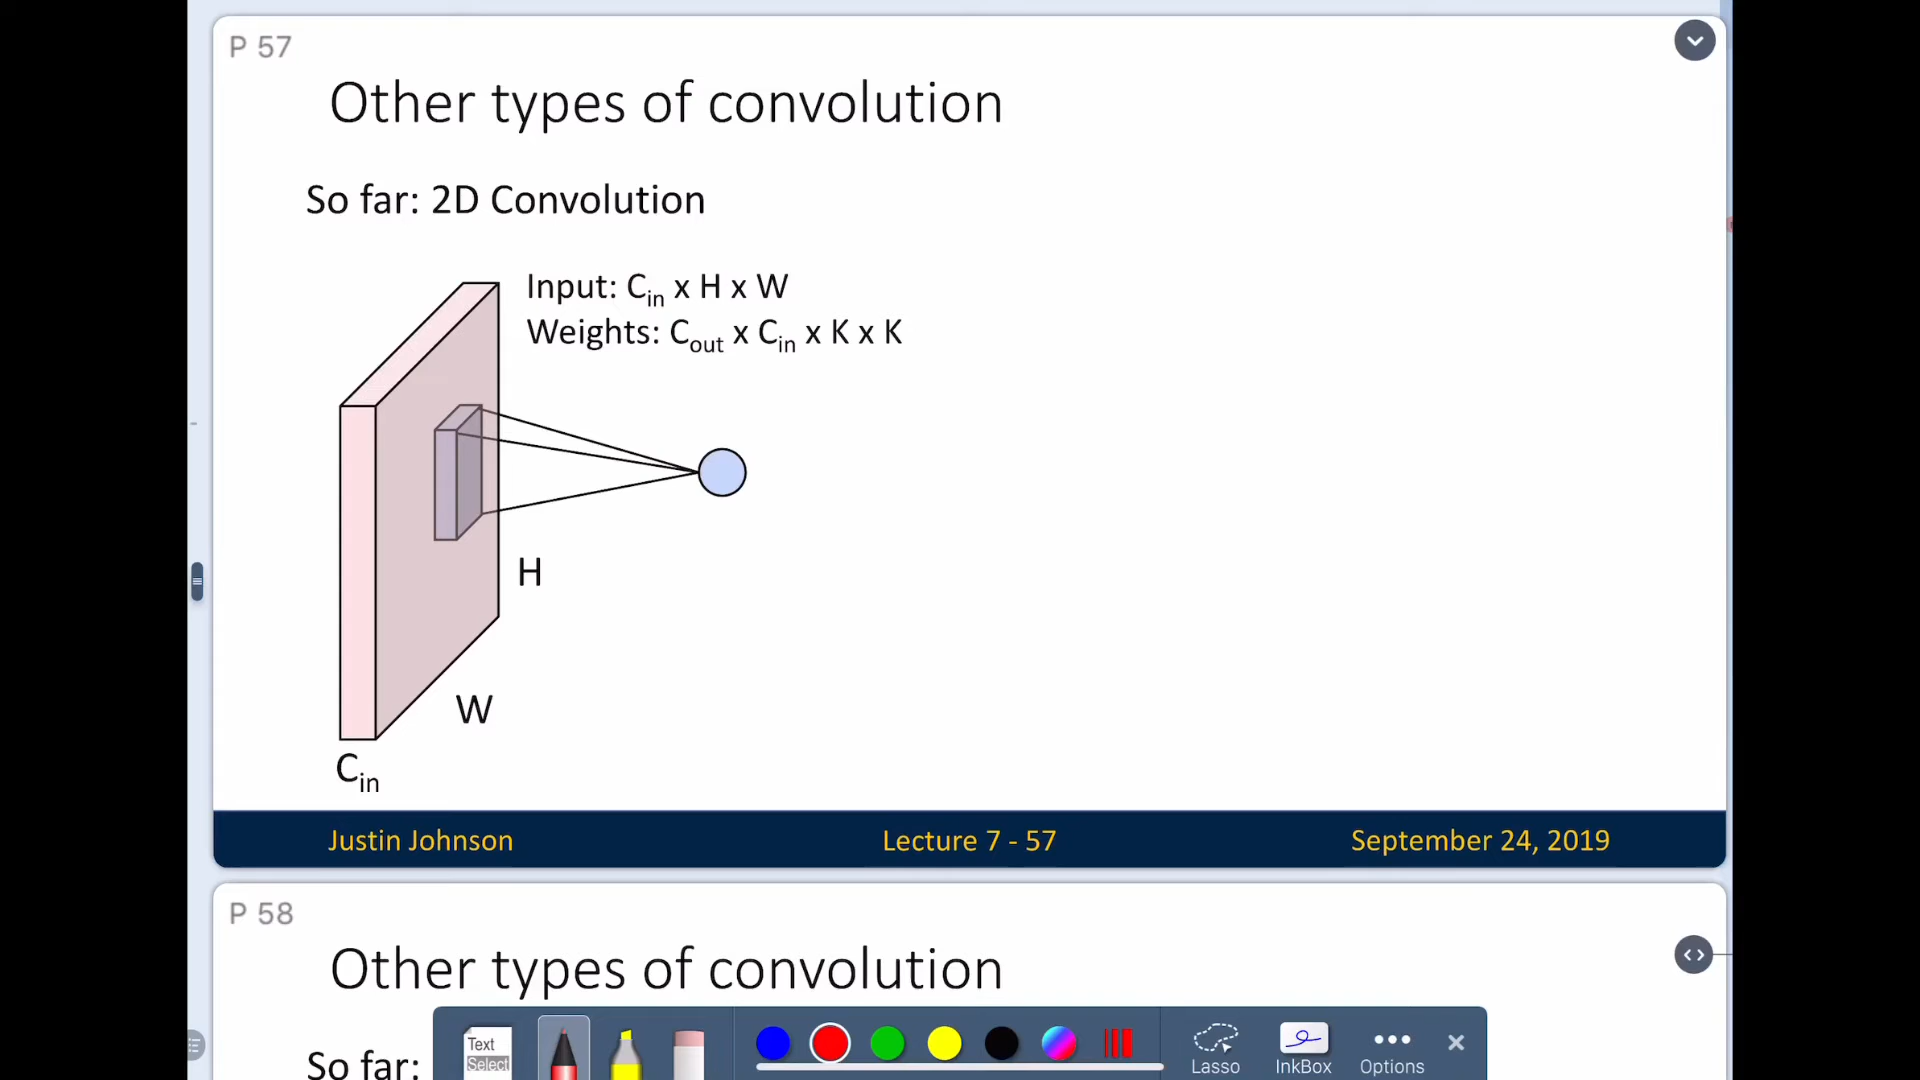 P 57
Other types of convolution
So far: 2D Convolution
Input: Cin x H x W
Weights: Cout x Cin x K x K
H
W
Cin
Justin Johnson Lecture 7 - 57 September 24, 2019
P 58
Other types of convolution
So far:
Text
Select
Lasso InkBox Options